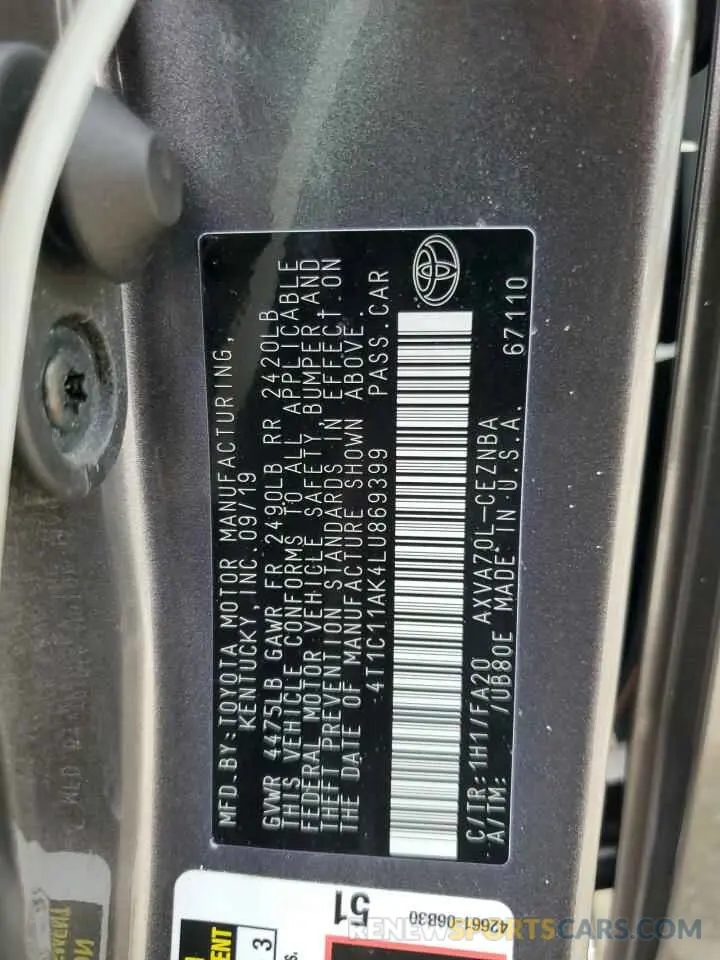 MFD. BY: TOYOTA MOTOR MANUFACTURING,
KENTUCKY, INC. 09/19
GVWR 4475LB GAWR FR 2490LB RR 2420LB
THIS VEHICLE CONFORMS TO ALL APPLICABLE
FEDERAL MOTOR VEHICLE SAFETY, BUMPER, AND
THEFT PREVENTION STANDARDS IN EFFECT ON
THE DATE OF MANUFACTURE SHOWN ABOVE.
4T1C11AK4LU869399 PASS. CAR
C/TR: 1H1/FA20 AXVA70L-CEZNBA
A/TM: /UB80E MADE IN U.S.A. 67110
51
42661-06B30
3
RENEWSPORTSCARS.COM